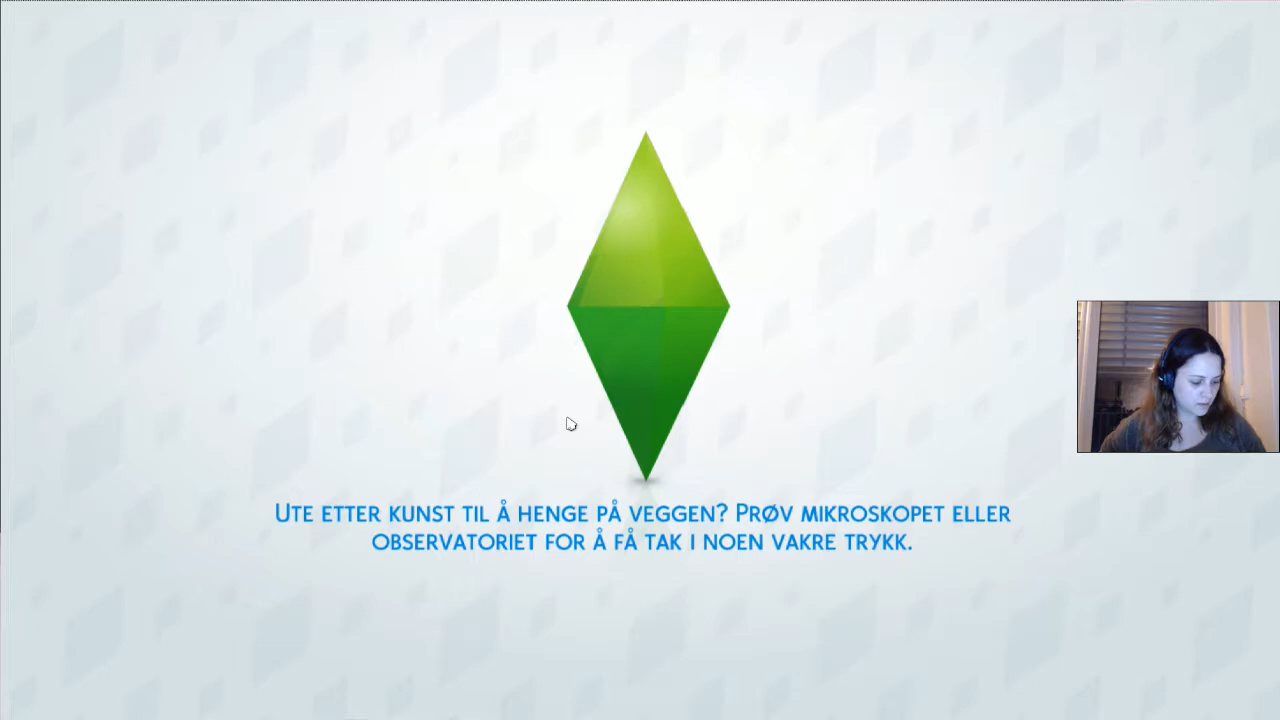 Ute etter kunst til å henge på veggen? Prøv mikroskopet eller
observatoriet for å få tak i noen vakre trykk.